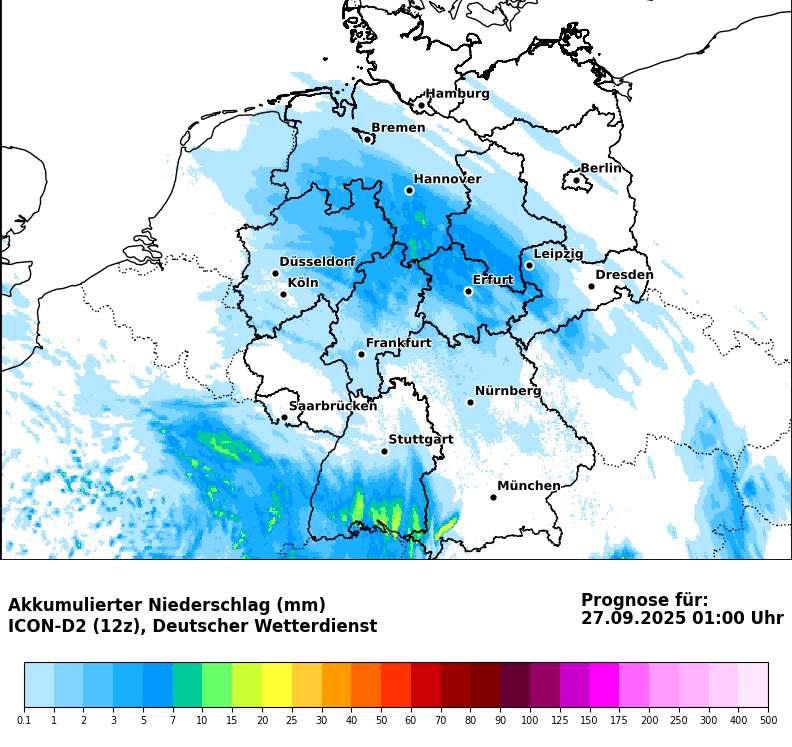 Hamburg
Bremen
Berlin
Hannover
Leipzig
Düsseldorf
Dresden
Köln
Erfurt
Frankfurt
Nürnberg
Saarbrücken
Stuttgart
München
Akkumulierter Niederschlag (mm)
ICON-D2 (12z), Deutscher Wetterdienst
Prognose für:
27.09.2025 01:00 Uhr
0.1 1 2 3 5 7 10 15 20 25 30 40 50 60 70 80 90 100 125 150 175 200 250 300 400 500